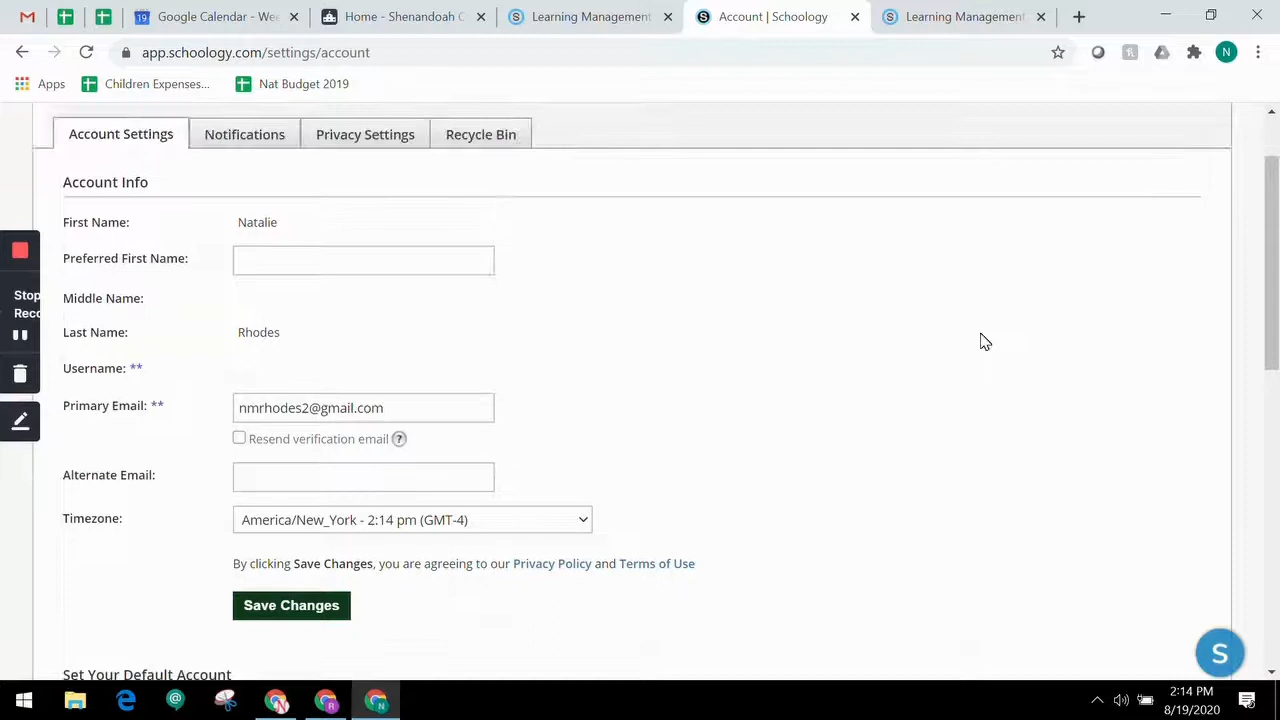 Google Calendar - We
Home - Shenandoah C
Learning Management
Account | Schoology
Learning Management
app.schoology.com/settings/account
N
Apps
Children Expenses...
Nat Budget 2019
Account Settings
Notifications
Privacy Settings
Recycle Bin
Account Info
First Name:
Natalie
Preferred First Name:
Middle Name:
Last Name:
Rhodes
Username: **
Primary Email: **
nmrhodes2@gmail.com
Resend verification email ?
Alternate Email:
Timezone:
America/New_York - 2:14 pm (GMT-4)
By clicking Save Changes, you are agreeing to our Privacy Policy and Terms of Use
Save Changes
Set Your Default Account
Stop
Reco
S
2:14 PM
8/19/2020